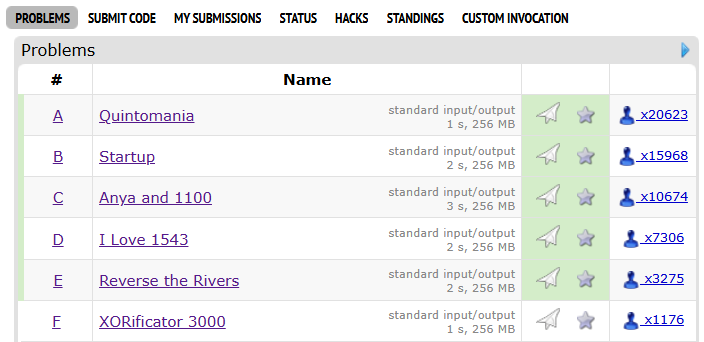 PROBLEMS SUBMIT CODE MY SUBMISSIONS STATUS HACKS STANDINGS CUSTOM INVOCATION
Problems
# Name
A Quintomania standard input/output x20623
1 s, 256 MB
B Startup standard input/output x15968
2 s, 256 MB
C Anya and 1100 standard input/output x10674
3 s, 256 MB
D I Love 1543 standard input/output x7306
2 s, 256 MB
E Reverse the Rivers standard input/output x3275
2 s, 256 MB
F XORificator 3000 standard input/output x1176
1 s, 256 MB